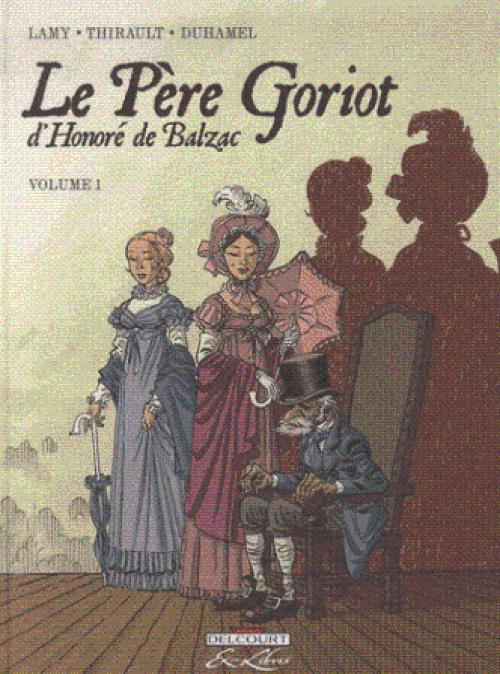 LAMY • THIRAULT • DUHAMEL
Le Père Goriot
d'Honoré de Balzac
VOLUME 1
DELCOURT
Ex Libris